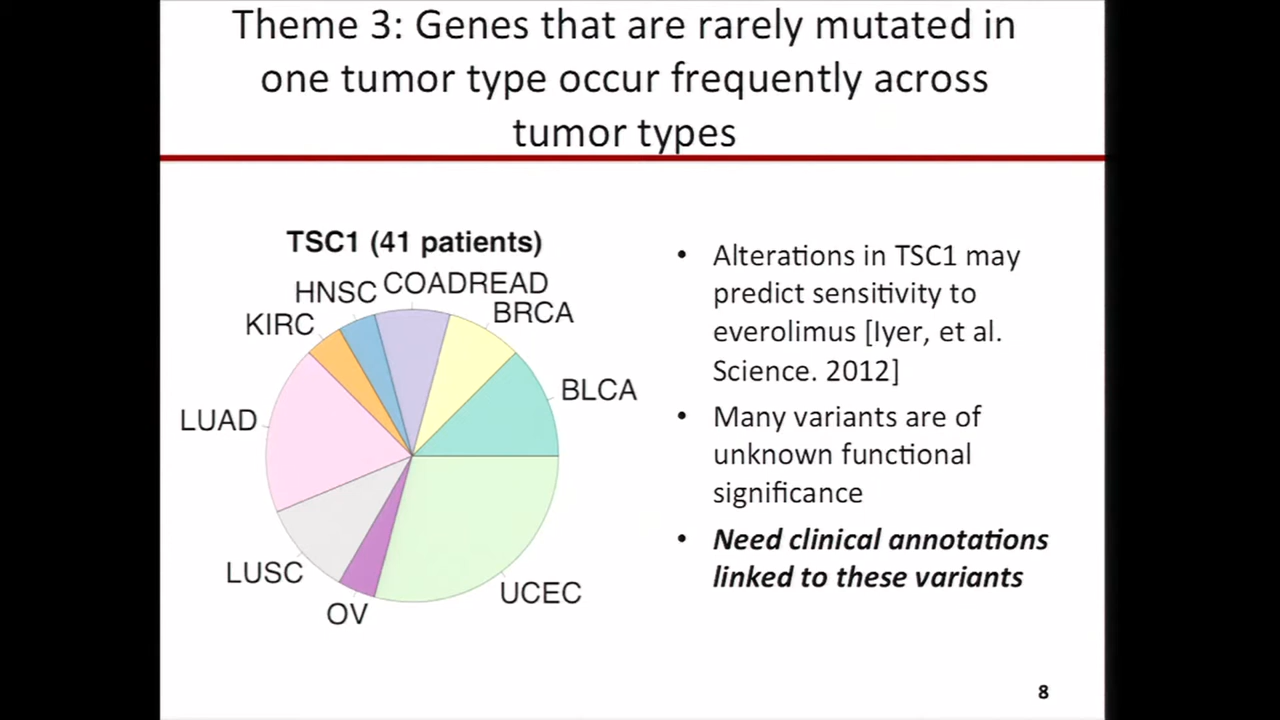 Theme 3: Genes that are rarely mutated in
one tumor type occur frequently across
tumor types
TSC1 (41 patients)
HNSC
COADREAD
KIRC
BRCA
BLCA
LUAD
LUSC
OV
UCEC
• Alterations in TSC1 may
predict sensitivity to
everolimus [Iyer, et al.
Science. 2012]
• Many variants are of
unknown functional
significance
• Need clinical annotations
linked to these variants
8